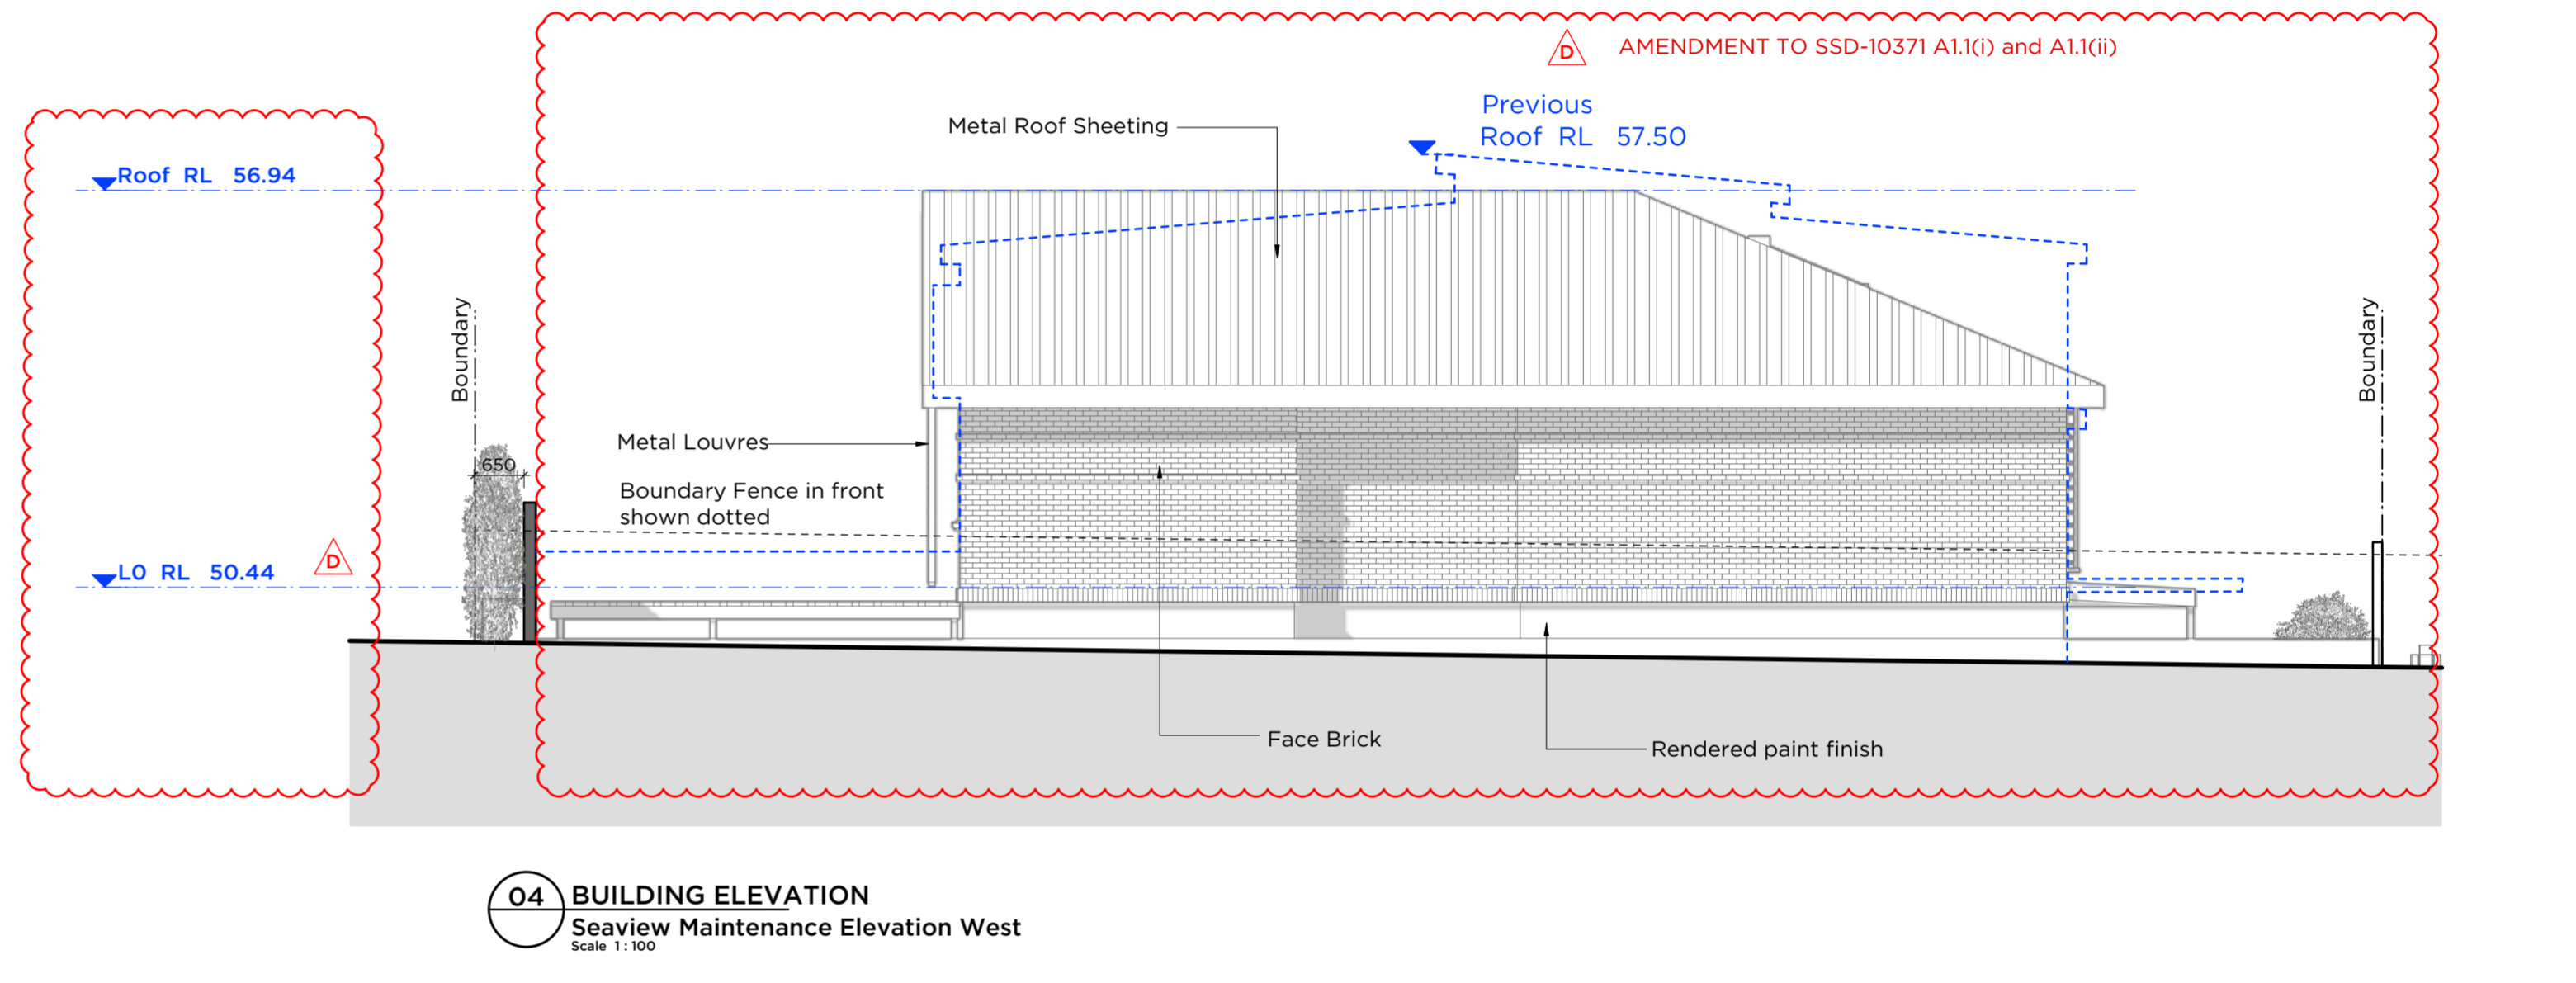 D
AMENDMENT TO SSD-10371 A1.1(i) and A1.1(ii)
Previous
Roof RL 57.50
Metal Roof Sheeting
Roof RL 56.94
Boundary
Boundary
Metal Louvres
650
Boundary Fence in front
shown dotted
D
L0 RL 50.44
Face Brick
Rendered paint finish
04
BUILDING ELEVATION
Seaview Maintenance Elevation West
Scale 1 : 100